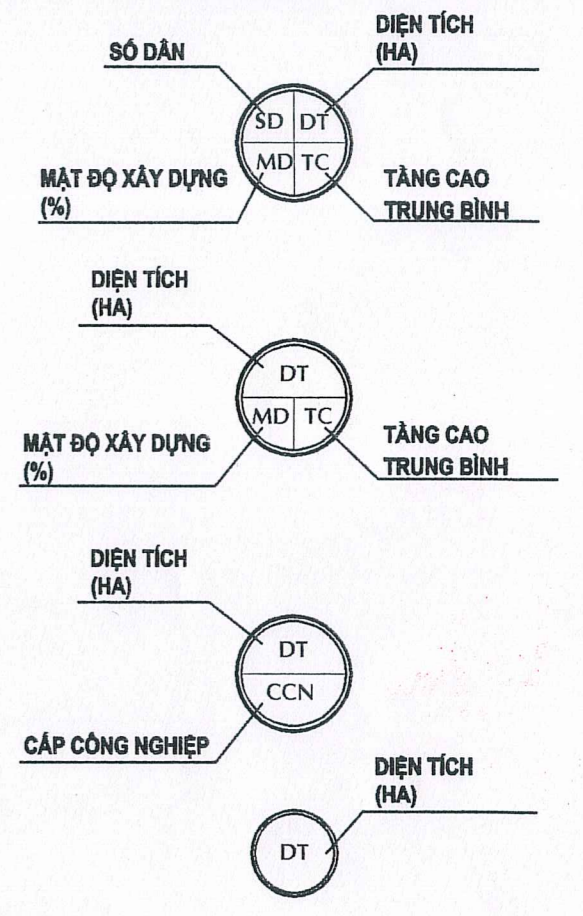 SỐ DÂN
DIỆN TÍCH
(HA)
SD DT
MD TC
MẬT ĐỘ XÂY DỰNG
(%)
TẦNG CAO
TRUNG BÌNH
DIỆN TÍCH
(HA)
DT
MD TC
MẬT ĐỘ XÂY DỰNG
(%)
TẦNG CAO
TRUNG BÌNH
DIỆN TÍCH
(HA)
DT
CCN
CẤP CÔNG NGHIỆP
DIỆN TÍCH
(HA)
DT